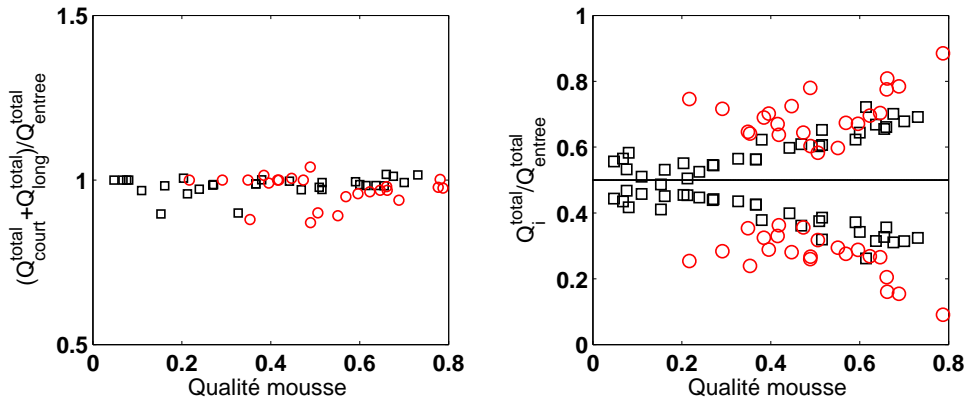 (Q^total_court +Q^total_long)/Q^total_entree
1
0.5
0 0.2 0.4 0.6 0.8
Qualité mousse
Q^total_i/Q^total_entree
1
0.8
0.6
0.4
0.2
0
0 0.2 0.4 0.6 0.8
Qualité mousse